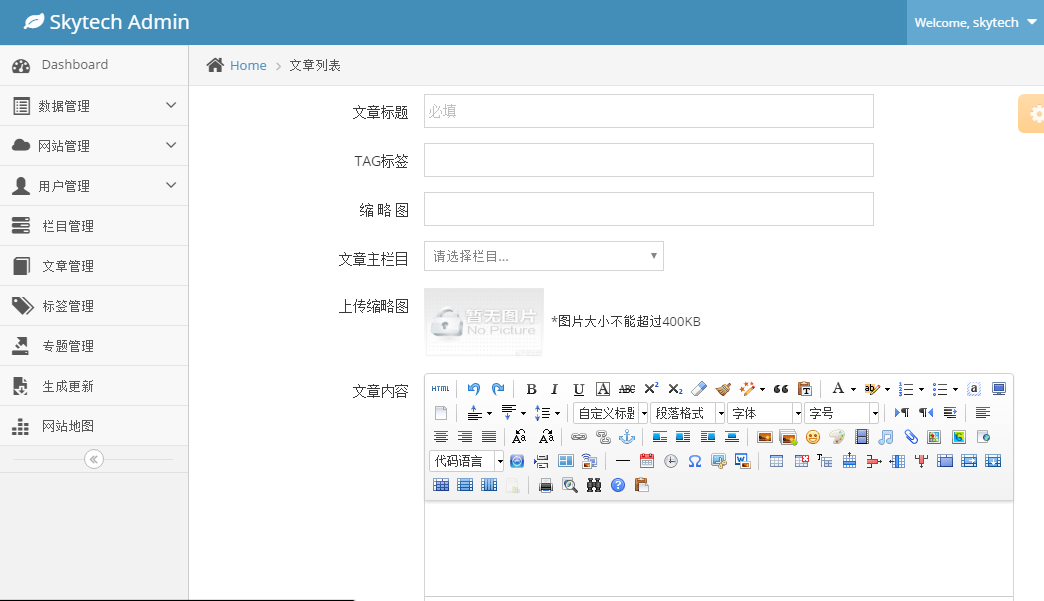 Skytech Admin
Welcome, skytech
Dashboard
数据管理
网站管理
用户管理
栏目管理
文章管理
标签管理
专题管理
生成更新
网站地图
Home > 文章列表
文章标题 必填
TAG标签
缩 略 图
文章主栏目 请选择栏目...
上传缩略图 暂无图片 No Picture *图片大小不能超过400KB
文章内容
HTML B I U A ABC X² X₂ A ab a
自定义标题 段落格式 字体 字号
代码语言